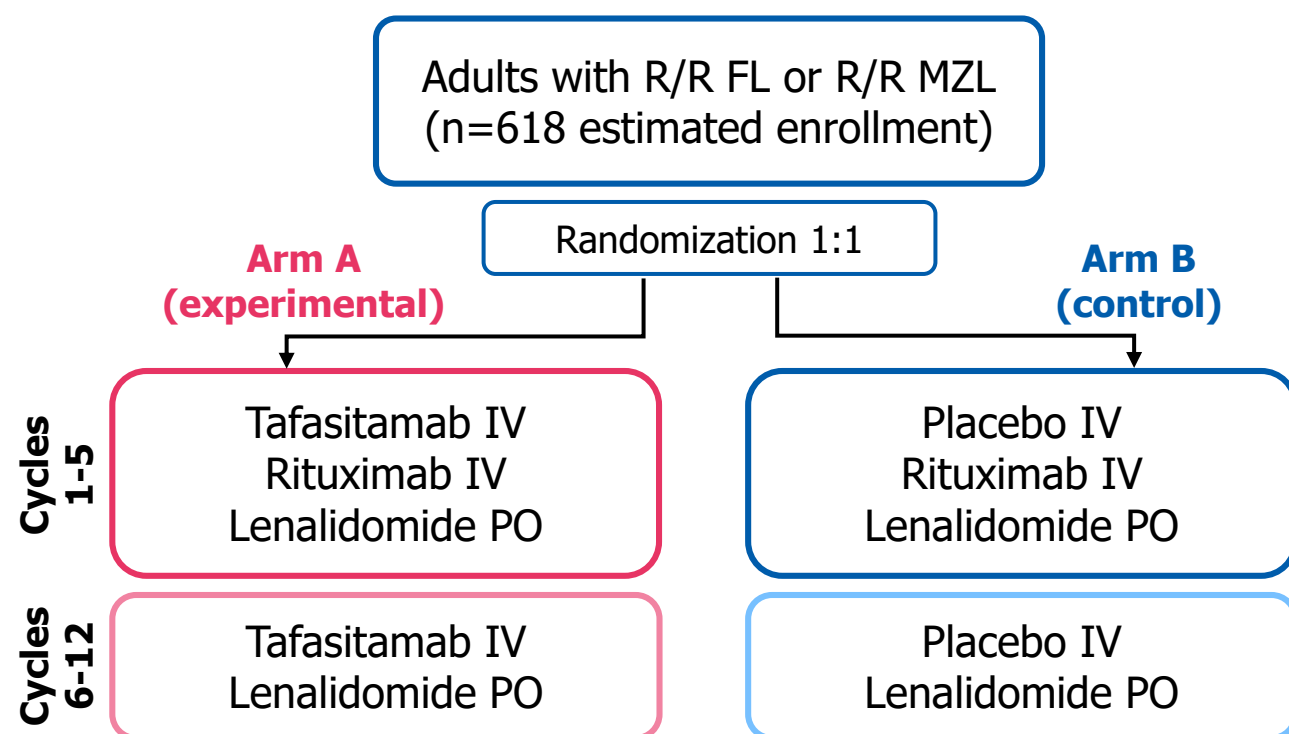 Adults with R/R FL or R/R MZL
(n=618 estimated enrollment)
Randomization 1:1
Arm A
(experimental)
Arm B
(control)
Cycles
1-5
Tafasitamab IV
Rituximab IV
Lenalidomide PO
Placebo IV
Rituximab IV
Lenalidomide PO
Cycles
6-12
Tafasitamab IV
Lenalidomide PO
Placebo IV
Lenalidomide PO